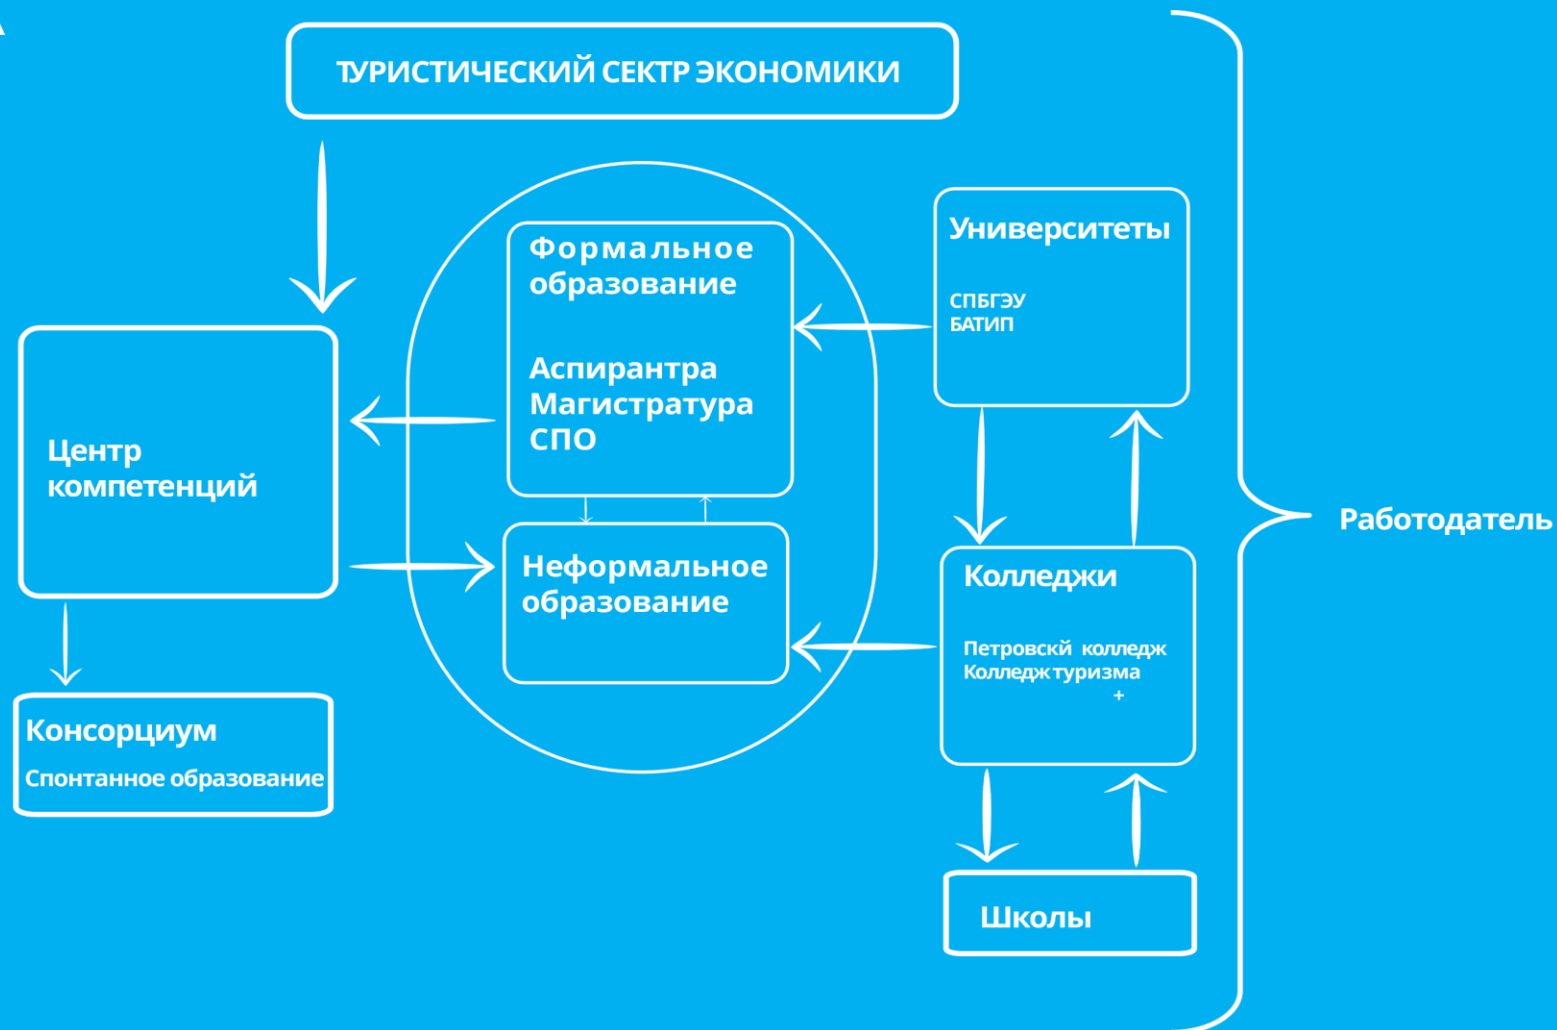 ТУРИСТИЧЕСКИЙ СЕКТР ЭКОНОМИКИ
Формальное
образование
Аспирантра
Магистратура
СПО
Университеты
СПБГЭУ
БАТИП
Центр
компетенций
Неформальное
образование
Колледжи
Петровскй колледж
Колледж туризма
+
Работодатель
Консорциум
Спонтанное образование
Школы